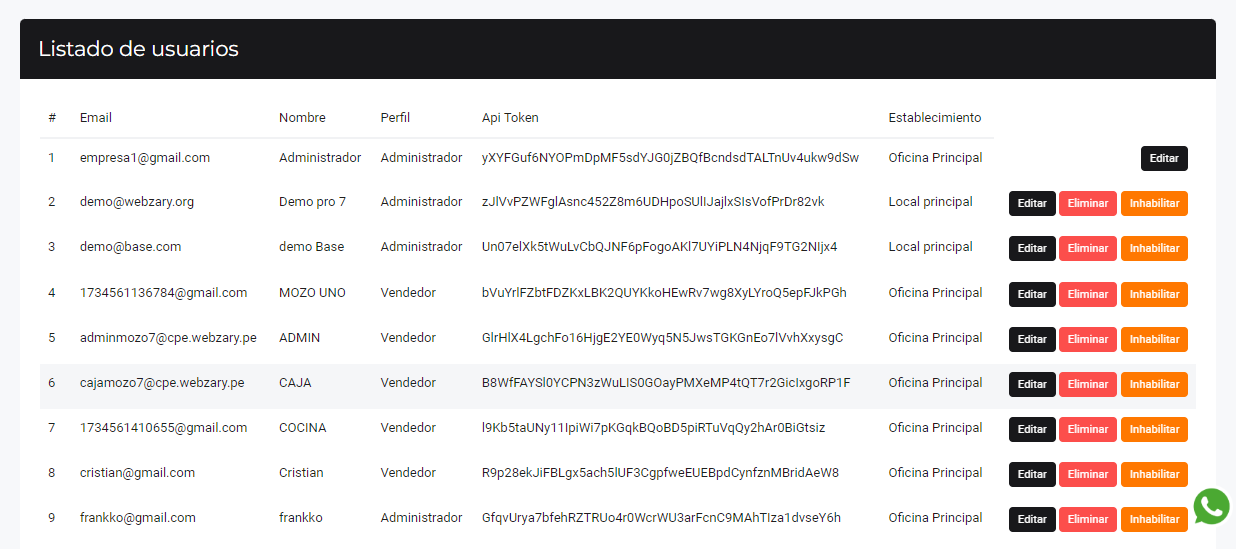 Listado de usuarios
# Email Nombre Perfil Api Token Establecimiento
1 empresa1@gmail.com Administrador Administrador yXYFGuf6NYOPmDpMF5sdYJG0jZBQfBcndsdTALTnUv4ukw9dSw Oficina Principal Editar
2 demo@webzary.org Demo pro 7 Administrador zJlVvPZWFglAsnc452Z8m6UDHpoSUlIJajlxSIsVofPrDr82vk Local principal Editar Eliminar Inhabilitar
3 demo@base.com demo Base Administrador Un07elXk5tWuLvCbQJNF6pFogoAKl7UYiPLN4NjqF9TG2NIjx4 Local principal Editar Eliminar Inhabilitar
4 1734561136784@gmail.com MOZO UNO Vendedor bVuYrlFZbtFDZKxLBK2QUYKkoHEwRv7wg8XyLYroQ5epFJkPGh Oficina Principal Editar Eliminar Inhabilitar
5 adminmozo7@cpe.webzary.pe ADMIN Vendedor GlrHlX4LgchFo16HjgE2YE0Wyq5N5JwsTGKGnEo7lVvhXxysgC Oficina Principal Editar Eliminar Inhabilitar
6 cajamozo7@cpe.webzary.pe CAJA Vendedor B8WfFAYSl0YCPN3zWuLIS0GOayPMXeMP4tQT7r2GicIxgoRP1F Oficina Principal Editar Eliminar Inhabilitar
7 1734561410655@gmail.com COCINA Vendedor l9Kb5taUNy11IpiWi7pKGqkBQoBD5piRTuVqQy2hAr0BiGtsiz Oficina Principal Editar Eliminar Inhabilitar
8 cristian@gmail.com Cristian Vendedor R9p28ekJiFBLgx5ach5lUF3CgpfweEUEBpdCynfznMBridAeW8 Oficina Principal Editar Eliminar Inhabilitar
9 frankko@gmail.com frankko Administrador GfqvUrya7bfehRZTRUo4r0WcrWU3arFcnC9MAhTIza1dvseY6h Oficina Principal Editar Eliminar Inhabilitar